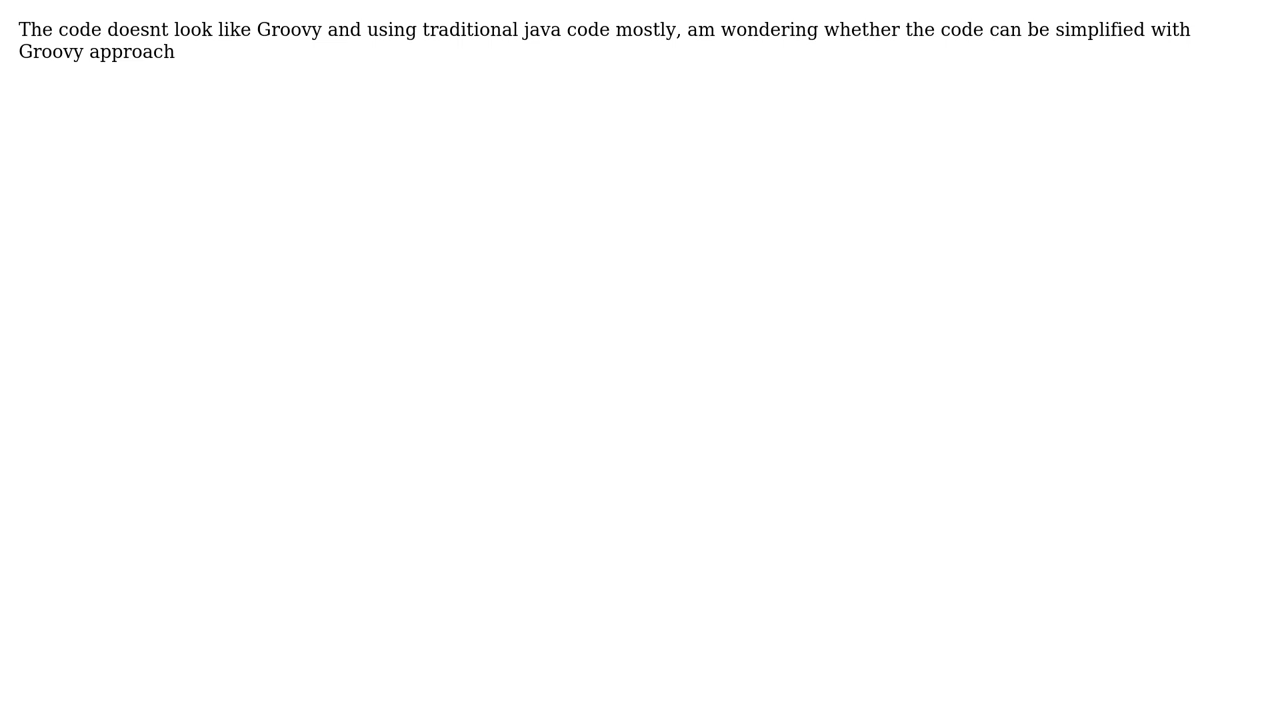 The code doesnt look like Groovy and using traditional java code mostly, am wondering whether the code can be simplified with
Groovy approach